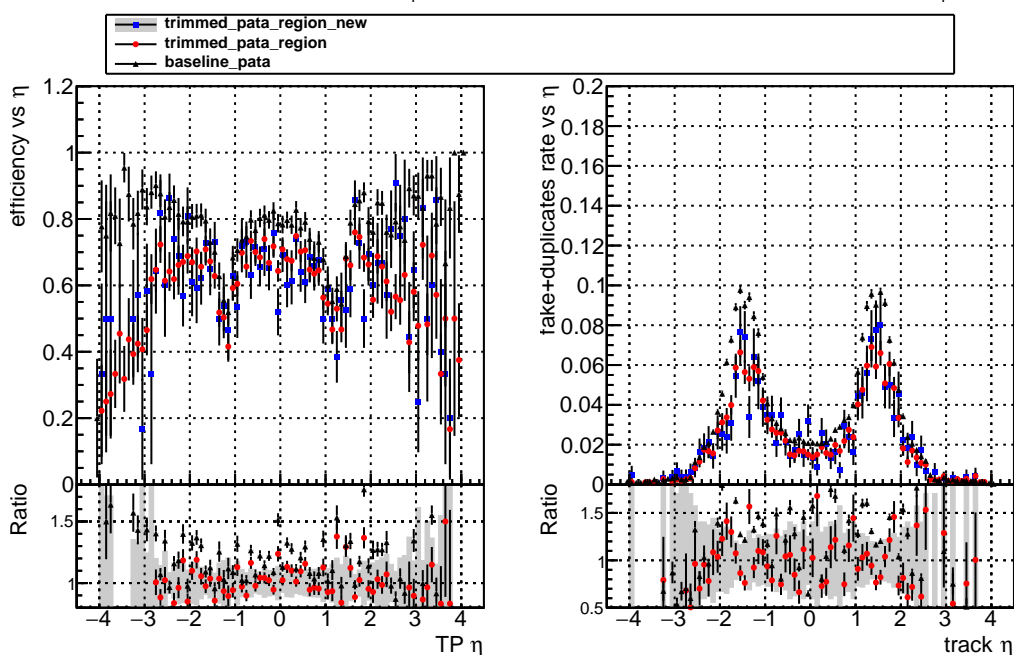 trimmed_pata_region_new
trimmed_pata_region
baseline_pata
efficiency vs η
1.2
1
0.8
0.6
0.4
0.2
0
Ratio
1.5
1
−4 −3 −2 −1 0 1 2 3 4
TP η
fake+duplicates rate vs η
0.2
0.18
0.16
0.14
0.12
0.1
0.08
0.06
0.04
0.02
0
Ratio
1.5
1
0.5
−4 −3 −2 −1 0 1 2 3 4
track η